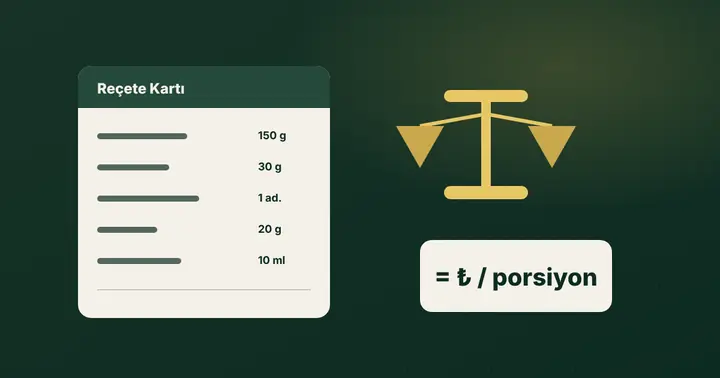 Reçete Kartı
150 g
30 g
1 ad.
20 g
10 ml
= ₺ / porsiyon